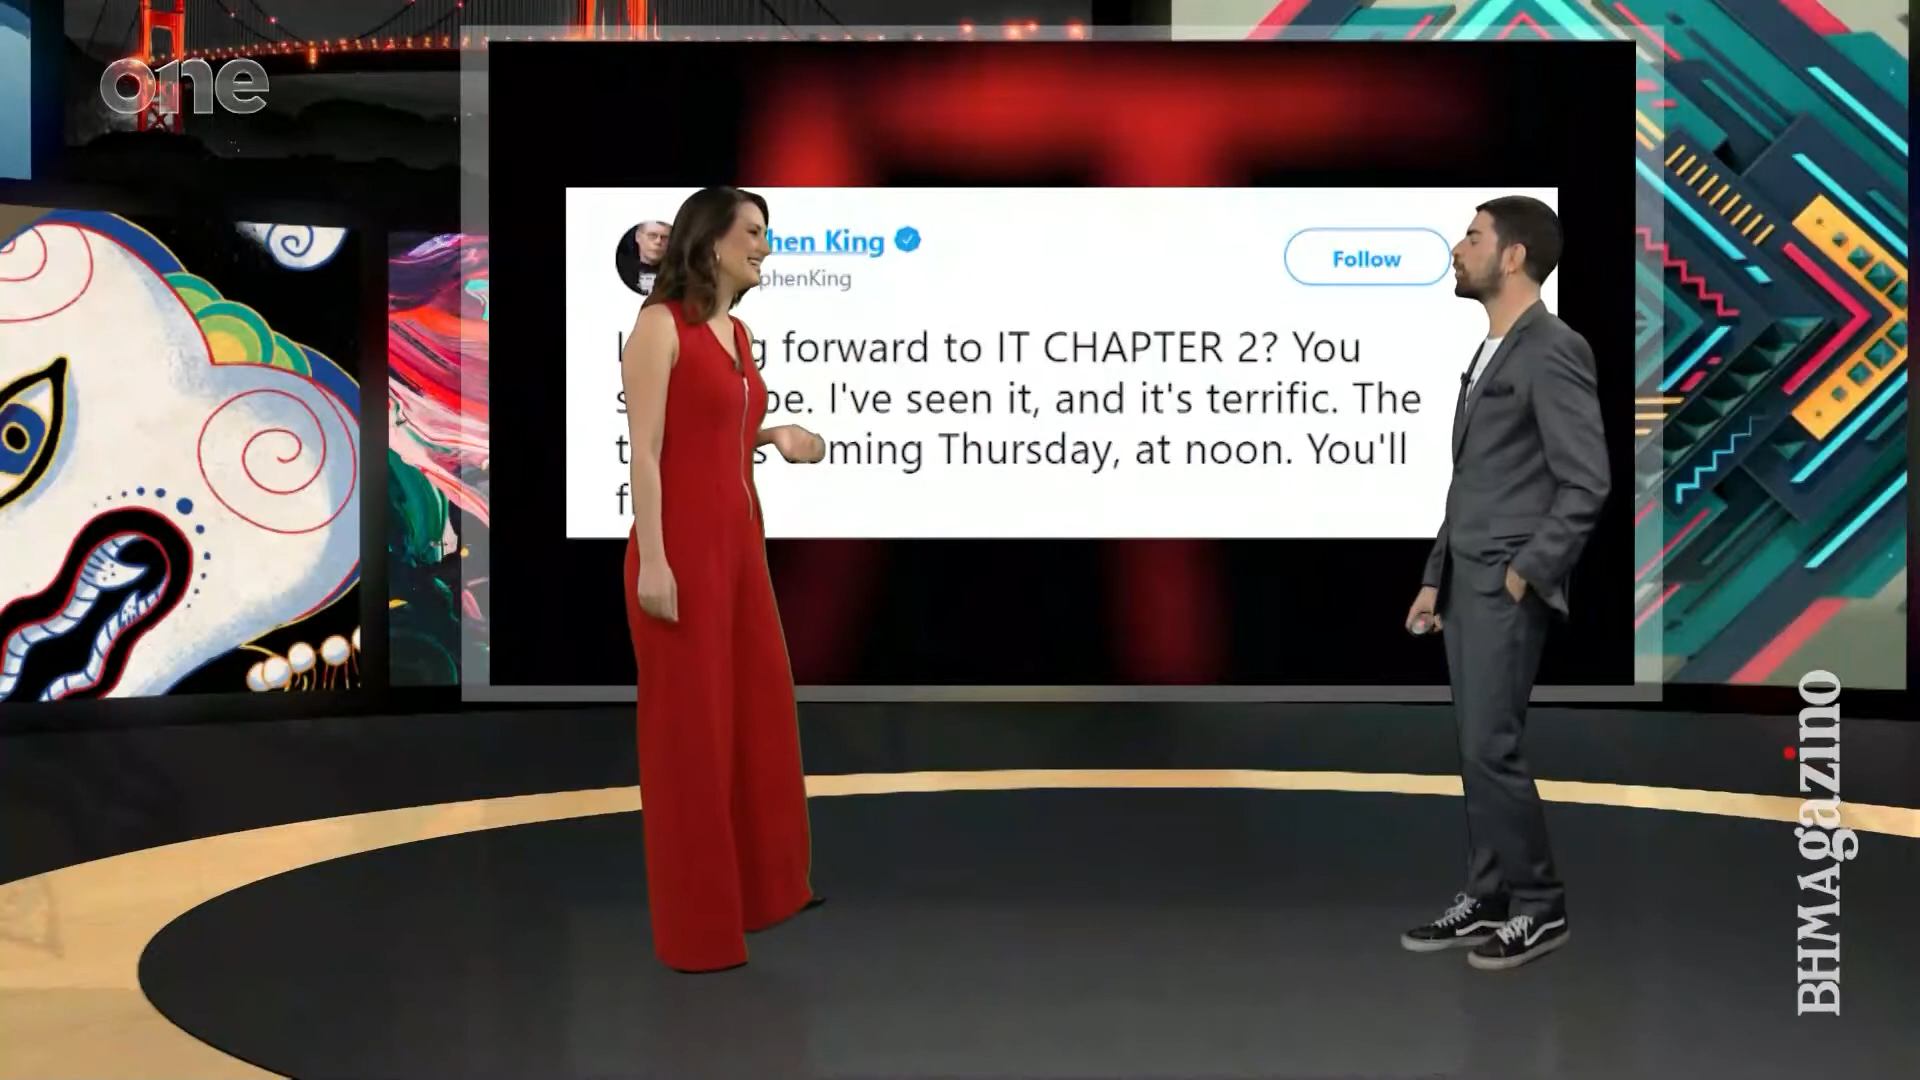 one
hen King
phenKing
Follow
g forward to IT CHAPTER 2? You
be. I've seen it, and it's terrific. The
ming Thursday, at noon. You'll
BHMAgazino